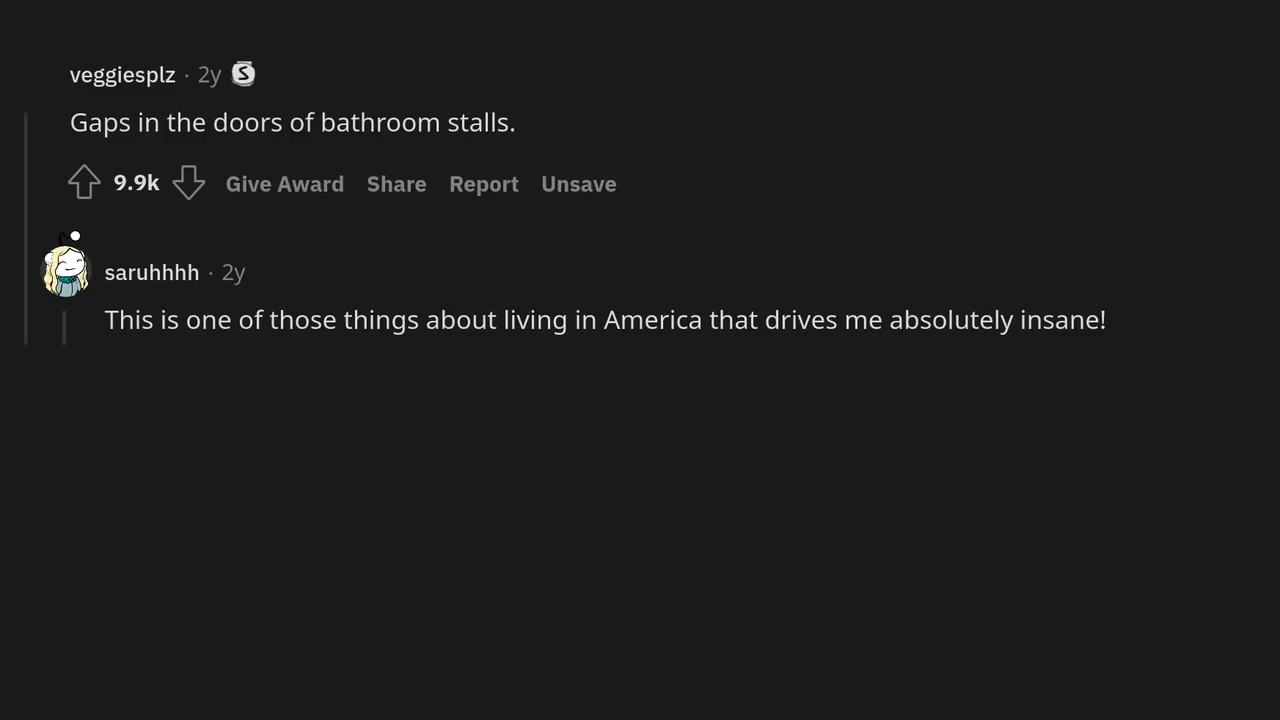 veggiesplz · 2y
Gaps in the doors of bathroom stalls.
9.9k Give Award Share Report Unsave
saruhhhh · 2y
This is one of those things about living in America that drives me absolutely insane!